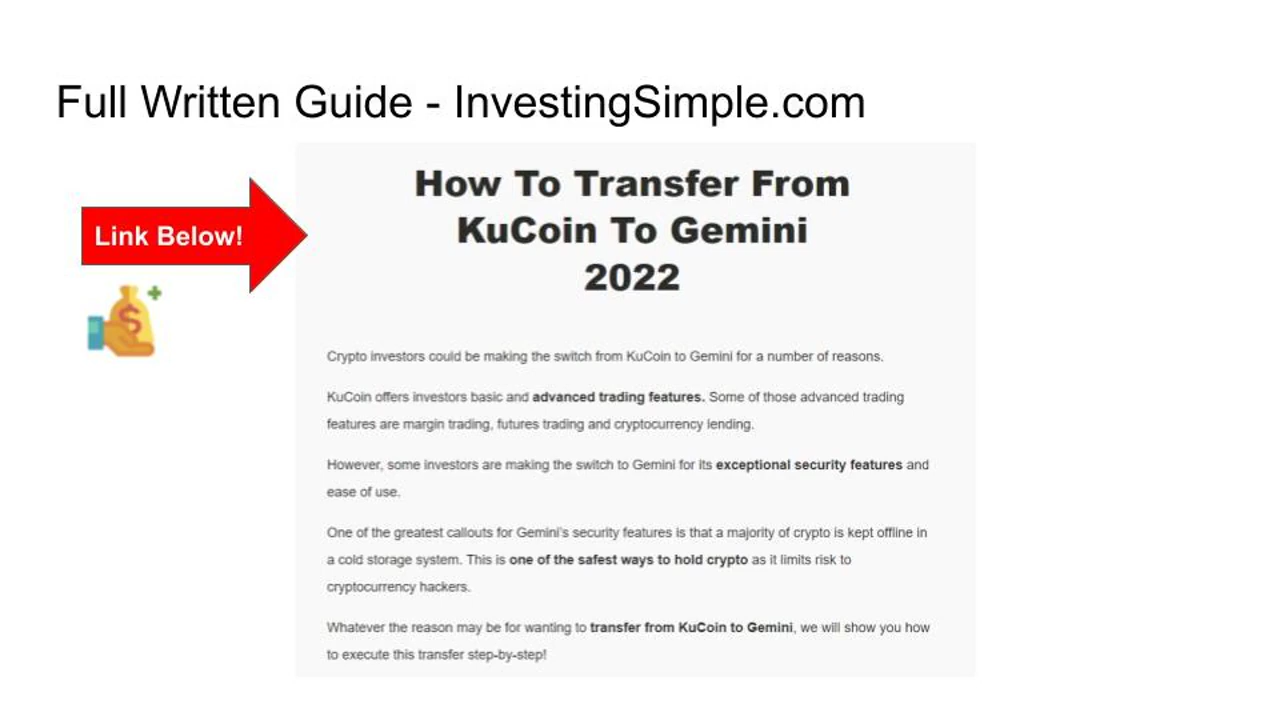 Full Written Guide - InvestingSimple.com
Link Below!
How To Transfer From
KuCoin To Gemini
2022
Crypto investors could be making the switch from KuCoin to Gemini for a number of reasons.
KuCoin offers investors basic and advanced trading features. Some of those advanced trading
features are margin trading, futures trading and cryptocurrency lending.
However, some investors are making the switch to Gemini for its exceptional security features and
ease of use.
One of the greatest callouts for Gemini's security features is that a majority of crypto is kept offline in
a cold storage system. This is one of the safest ways to hold crypto as it limits risk to
cryptocurrency hackers.
Whatever the reason may be for wanting to transfer from KuCoin to Gemini, we will show you how
to execute this transfer step-by-step!